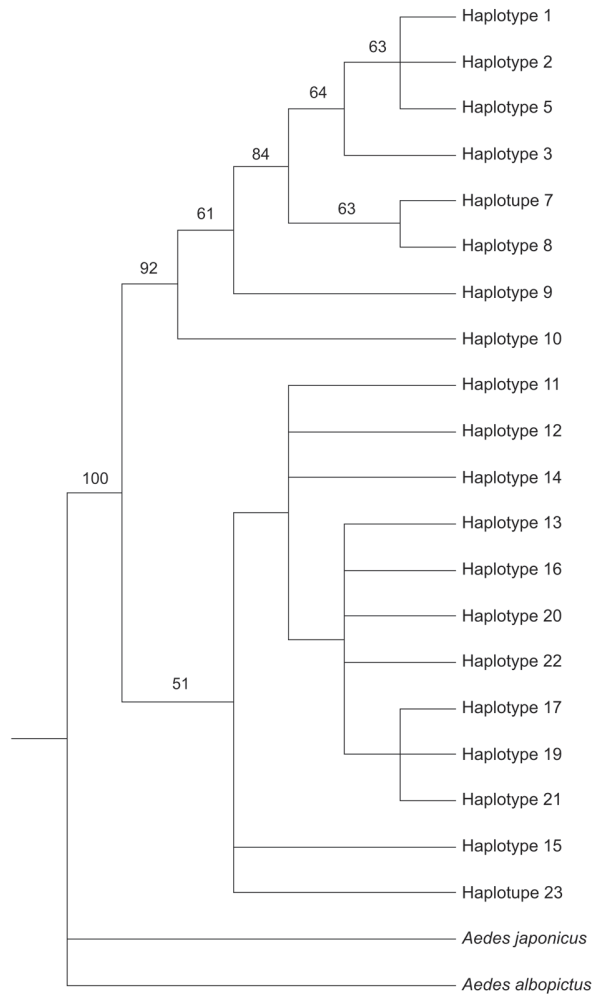 Haplotype 1
63
Haplotype 2
64
Haplotype 5
84
Haplotype 3
63
Haplotupe 7
61
Haplotype 8
92
Haplotype 9
Haplotype 10
Haplotype 11
Haplotype 12
100
Haplotype 14
Haplotype 13
Haplotype 16
Haplotype 20
Haplotype 22
51
Haplotype 17
Haplotype 19
Haplotype 21
Haplotype 15
Haplotupe 23
Aedes japonicus
Aedes albopictus